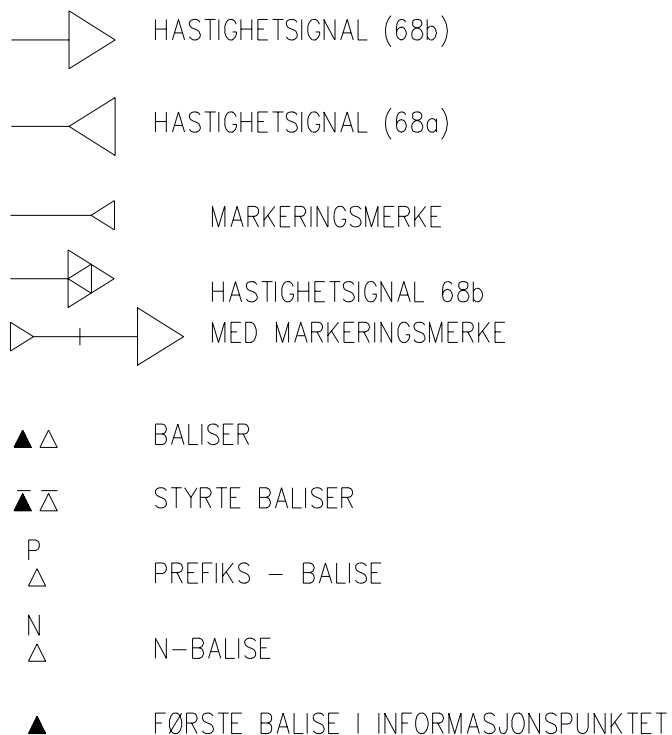 HASTIGHETSIGNAL (68b)
HASTIGHETSIGNAL (68a)
MARKERINGSMERKE
HASTIGHETSIGNAL 68b
MED MARKERINGSMERKE
BALISER
STYRTE BALISER
P
PREFIKS – BALISE
N
N–BALISE
FØRSTE BALISE I INFORMASJONSPUNKTET